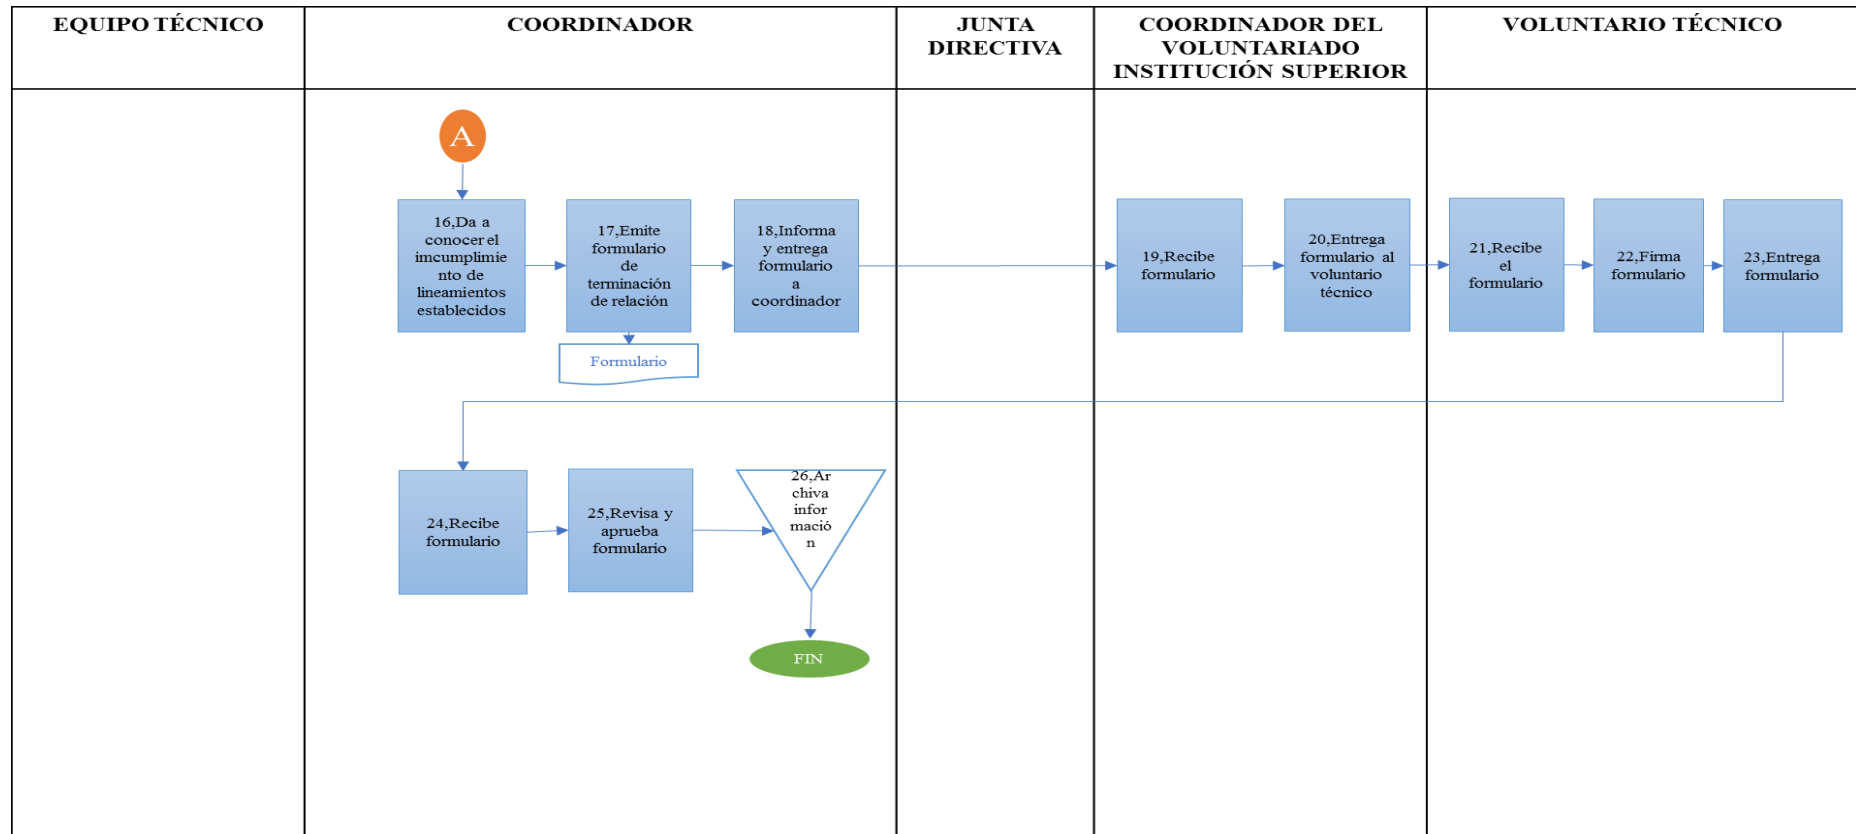 EQUIPO TÉCNICO
COORDINADOR
JUNTA
DIRECTIVA
COORDINADOR DEL
VOLUNTARIADO
INSTITUCIÓN SUPERIOR
VOLUNTARIO TÉCNICO
A
16,Da a
conocer el
imcumplimie
nto de
lineamientos
establecidos
17,Emite
formulario
de
terminación
de relación
18,Informa
y entrega
formulario
a
coordinador
19,Recibe
formulario
20,Entrega
formulario al
voluntario
técnico
21,Recibe
el
formulario
22,Firma
formulario
23,Entrega
formulario
Formulario
24,Recibe
formulario
25,Revisa y
aprueba
formulario
26,Ar
chiva
infor
mació
n
FIN